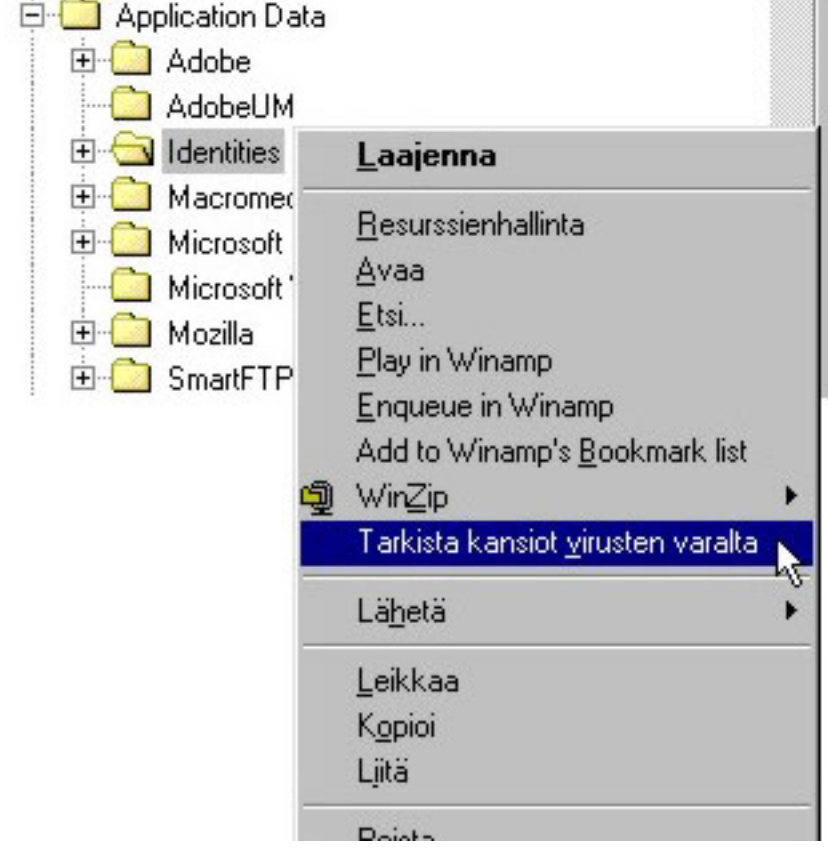 Application Data
Adobe
AdobeUM
Identities
Macromed
Microsoft
Microsoft
Mozilla
SmartFTP
Laajenna
Resurssienhallinta
Avaa
Etsi...
Play in Winamp
Enqueue in Winamp
Add to Winamp's Bookmark list
WinZip
Tarkista kansiot virusten varalta
Lähetä
Leikkaa
Kopioi
Liitä
Poista